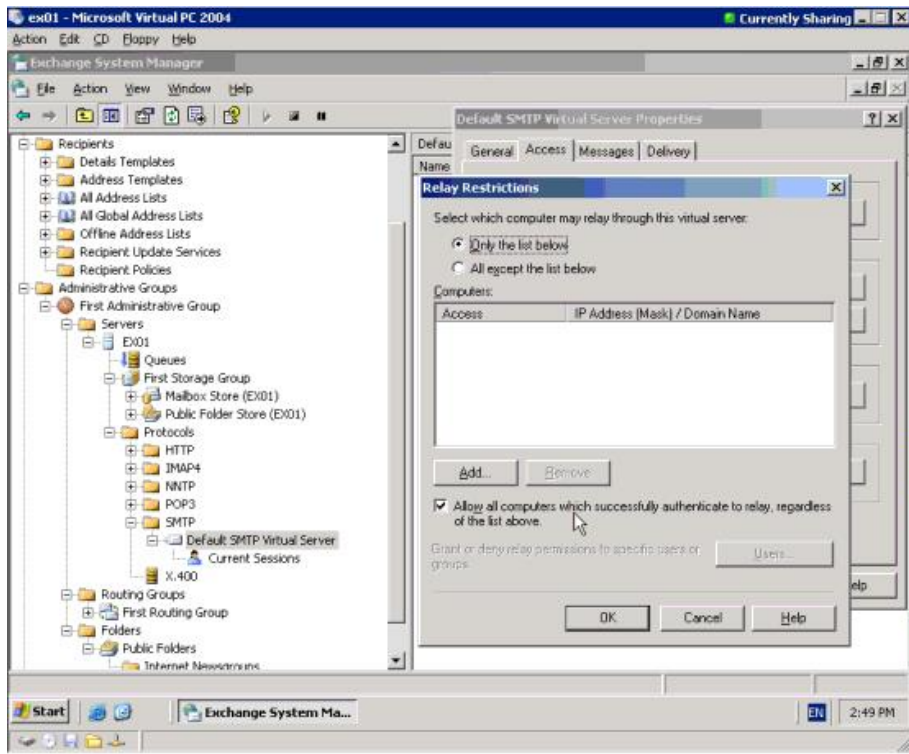 ex01 - Microsoft Virtual PC 2004
Currently Sharing
Action Edit CD Floppy Help
Exchange System Manager
File Action View Window Help
Default SMTP Virtual Server Properties
Recipients
Details Templates
Address Templates
All Address Lists
All Global Address Lists
Offline Address Lists
Recipient Update Services
Recipient Policies
Administrative Groups
First Administrative Group
Servers
EX01
Queues
First Storage Group
Mailbox Store (EX01)
Public Folder Store (EX01)
Protocols
HTTP
IMAP4
NNTP
POP3
SMTP
Default SMTP Virtual Server
Current Sessions
X.400
Routing Groups
First Routing Group
Folders
Public Folders
Internet Newsgroups
Defau
Name
General Access Messages Delivery
Relay Restrictions
Select which computer may relay through this virtual server:
Only the list below
All except the list below
Computers:
Access IP Address (Mask) / Domain Name
Add... Remove
Allow all computers which successfully authenticate to relay, regardless
of the list above.
Grant or deny relay permissions to specific users or
groups
Users...
elp
OK Cancel Help
Start
Exchange System Ma...
EN
2:49 PM